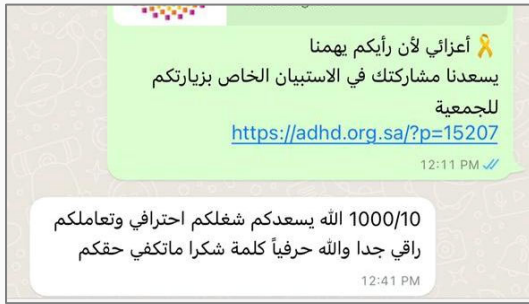 🎗️ أعزائي لأن رأيكم يهمنا
يسعدنا مشاركتك في الاستبيان الخاص بزيارتكم
للجمعية
https://adhd.org.sa/?p=15207
12:11 PM
1000/10 الله يسعدكم شغلكم احترافي وتعاملكم
راقي جدا والله حرفياً كلمة شكرا ماتكفي حقكم
12:41 PM